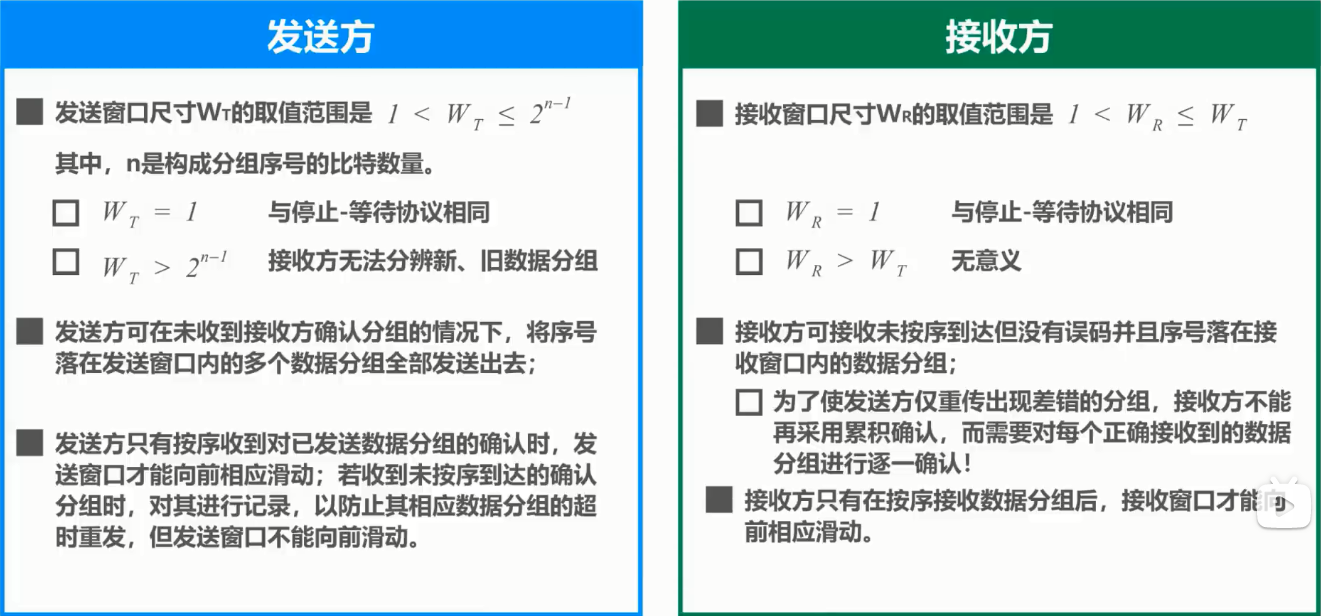 发送方
发送窗口尺寸WT的取值范围是 1 < W_T ≤ 2^{n-1}
其中，n是构成分组序号的比特数量。
W_T = 1 与停止-等待协议相同
W_T > 2^{n-1} 接收方无法分辨新、旧数据分组
发送方可在未收到接收方确认分组的情况下，将序号
落在发送窗口内的多个数据分组全部发送出去；
发送方只有按序收到对已发送数据分组的确认时，发
送窗口才能向前相应滑动；若收到未按序到达的确认
分组时，对其进行记录，以防止其相应数据分组的超
时重发，但发送窗口不能向前滑动。
接收方
接收窗口尺寸WR的取值范围是 1 < W_R ≤ W_T
W_R = 1 与停止-等待协议相同
W_R > W_T 无意义
接收方可接收未按序到达但没有误码并且序号落在接
收窗口内的数据分组；
为了使发送方仅重传出现差错的分组，接收方不能
再采用累积确认，而需要对每个正确接收到的数据
分组进行逐一确认！
接收方只有在按序接收数据分组后，接收窗口才能向
前相应滑动。